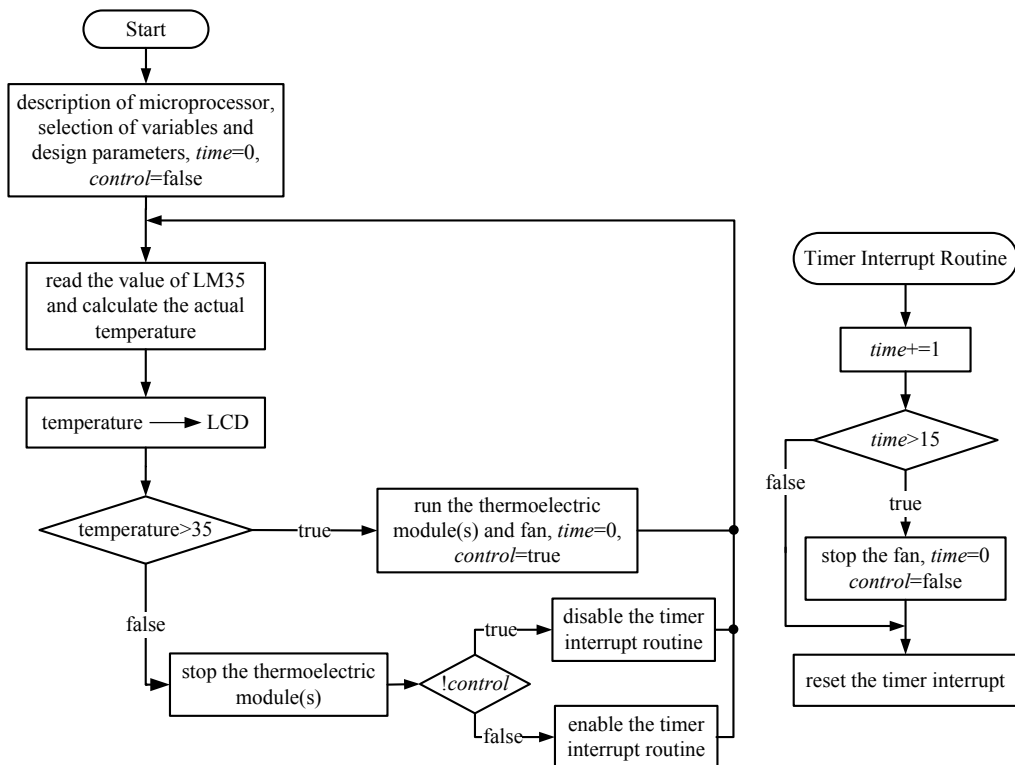 Start
description of microprocessor,
selection of variables and
design parameters, time=0,
control=false
read the value of LM35
and calculate the actual
temperature
temperature LCD
temperature>35
true
run the thermoelectric
module(s) and fan, time=0,
control=true
false
stop the thermoelectric
module(s)
!control
true
disable the timer
interrupt routine
false
enable the timer
interrupt routine
Timer Interrupt Routine
time+=1
time>15
false
true
stop the fan, time=0
control=false
reset the timer interrupt